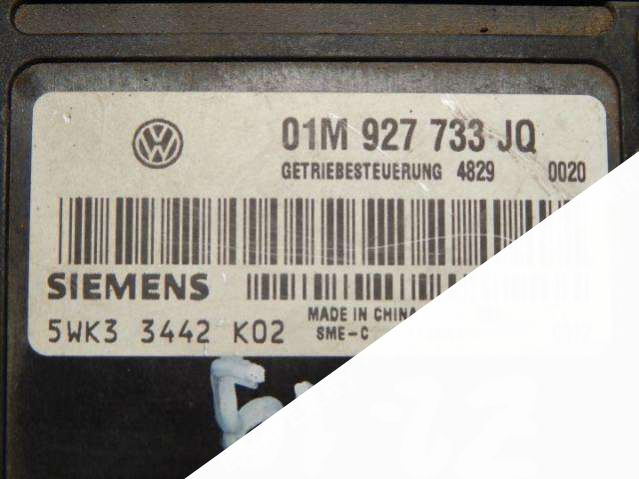 01M 927 733 JQ
GETRIEBESTEUERUNG 4829 0020
SIEMENS
MADE IN CHINA
5WK3 3442 K02 SME-C